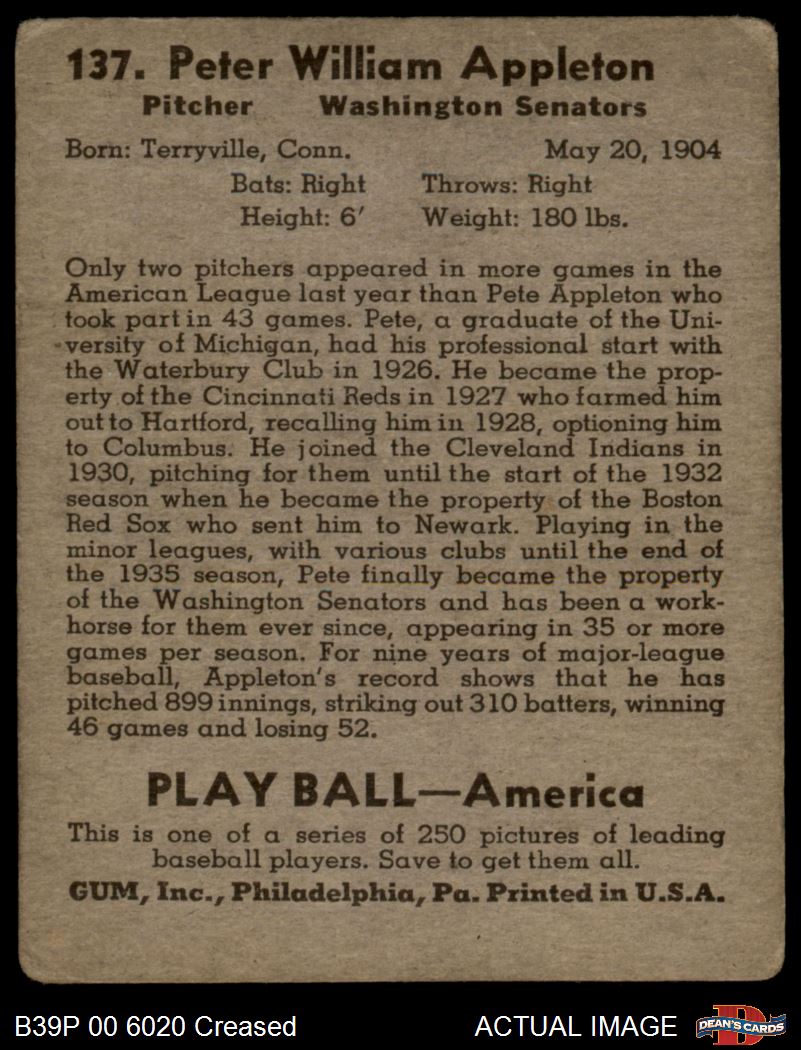 137. Peter William Appleton
Pitcher Washington Senators
Born: Terryville, Conn. May 20, 1904
Bats: Right Throws: Right
Height: 6′ Weight: 180 lbs.
Only two pitchers appeared in more games in the
American League last year than Pete Appleton who
took part in 43 games. Pete, a graduate of the Uni-
versity of Michigan, had his professional start with
the Waterbury Club in 1926. He became the prop-
erty of the Cincinnati Reds in 1927 who farmed him
out to Hartford, recalling him in 1928, optioning him
to Columbus. He joined the Cleveland Indians in
1930, pitching for them until the start of the 1932
season when he became the property of the Boston
Red Sox who sent him to Newark. Playing in the
minor leagues, with various clubs until the end of
the 1935 season, Pete finally became the property
of the Washington Senators and has been a work-
horse for them ever since, appearing in 35 or more
games per season. For nine years of major-league
baseball, Appleton's record shows that he has
pitched 899 innings, striking out 310 batters, winning
46 games and losing 52.
PLAY BALL—America
This is one of a series of 250 pictures of leading
baseball players. Save to get them all.
GUM, Inc., Philadelphia, Pa. Printed in U.S.A.
B39P 00 6020 Creased ACTUAL IMAGE D DEAN'S CARDS